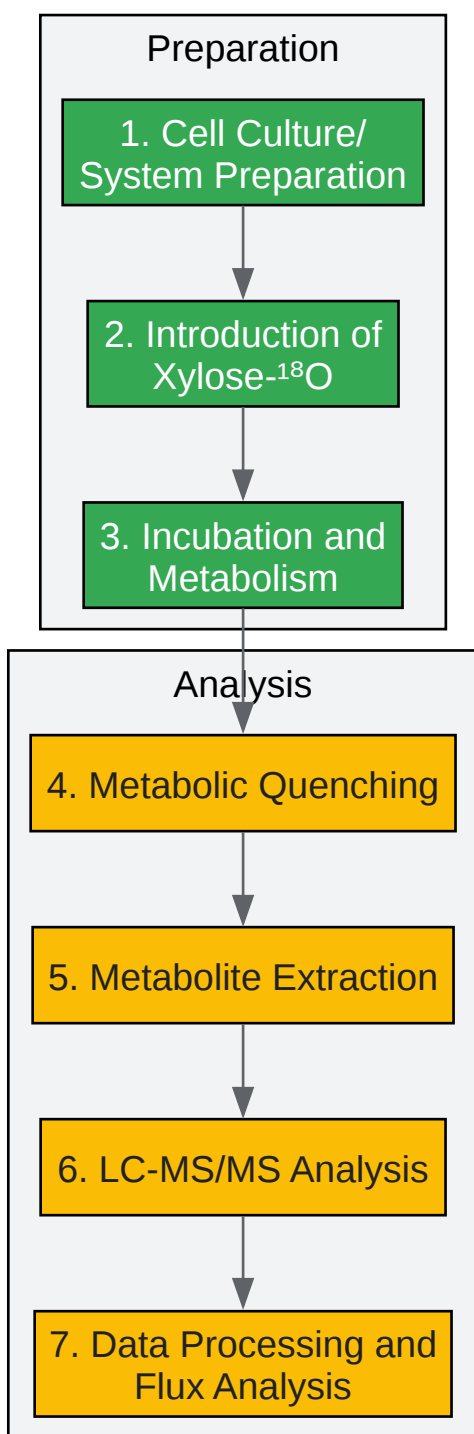 Preparation
1. Cell Culture/
System Preparation
2. Introduction of
Xylose-¹⁸O
3. Incubation and
Metabolism
Analysis
4. Metabolic Quenching
5. Metabolite Extraction
6. LC-MS/MS Analysis
7. Data Processing and
Flux Analysis